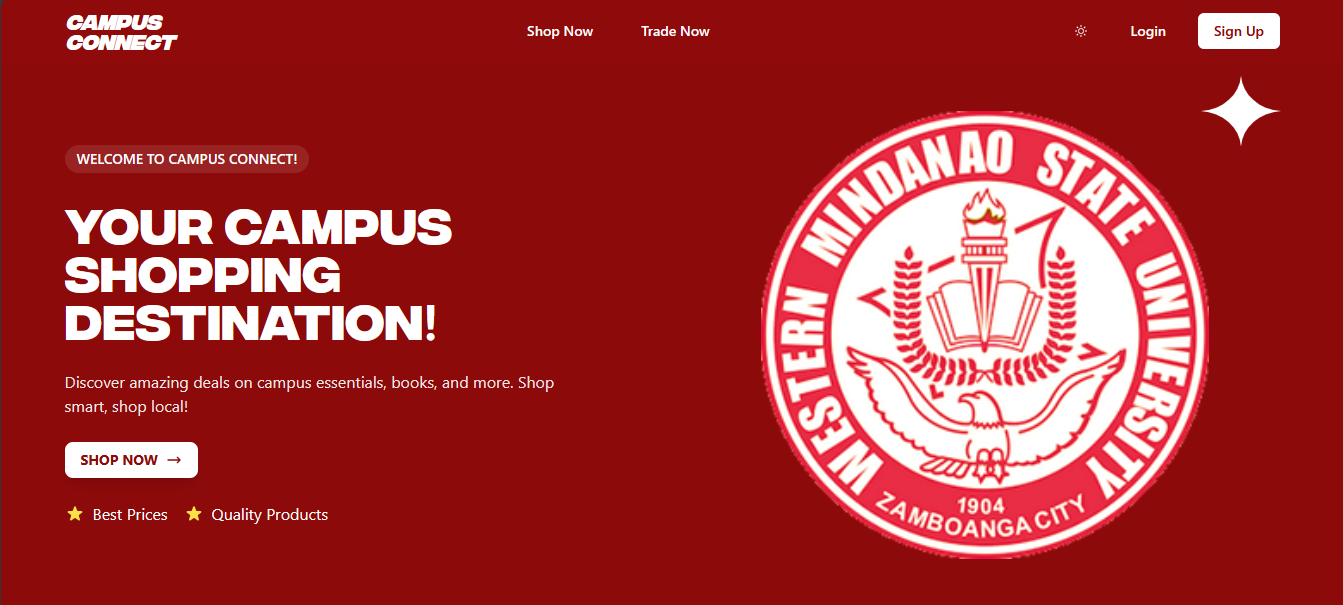 CAMPUS
CONNECT
Shop Now
Trade Now
Login
Sign Up
WELCOME TO CAMPUS CONNECT!
YOUR CAMPUS
SHOPPING
DESTINATION!
Discover amazing deals on campus essentials, books, and more. Shop
smart, shop local!
SHOP NOW →
Best Prices
Quality Products
WESTERN MINDANAO STATE UNIVERSITY
1904
ZAMBOANGA CITY